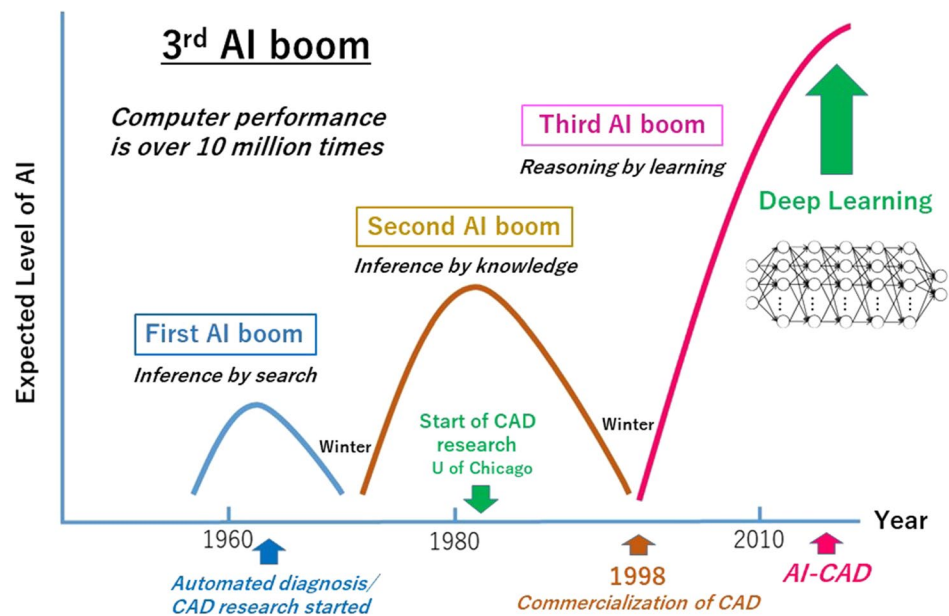 3rd AI boom
Computer performance
is over 10 million times
Third AI boom
Reasoning by learning
Deep Learning
Second AI boom
Inference by knowledge
First AI boom
Inference by search
Expected Level of AI
Winter
Start of CAD
research
U of Chicago
Winter
1960
1980
2010
Year
Automated diagnosis/
CAD research started
1998
Commercialization of CAD
AI-CAD